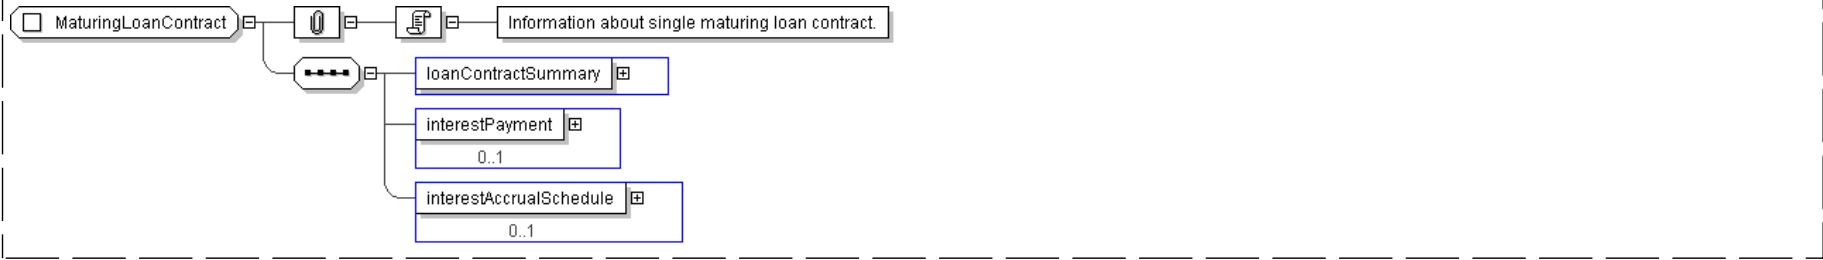 MaturingLoanContract
Information about single maturing loan contract.
loanContractSummary
interestPayment
0..1
interestAccrualSchedule
0..1